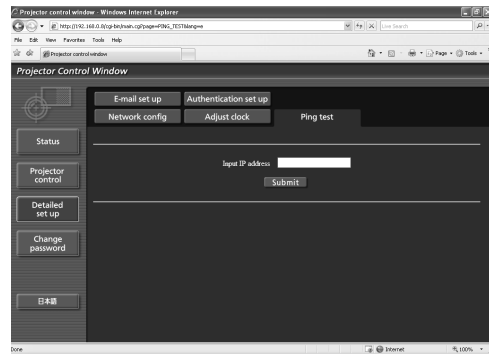 Projector control window - Windows Internet Explorer
http://192.168.0.8/cgi-bin/main.cgi?page=PING_TEST&lang=e
Live Search
File Edit View Favorites Tools Help
Projector control window
Page Tools
Projector Control Window
E-mail set up Authentication set up
Network config Adjust clock Ping test
Status
Projector control
Detailed set up
Change password
日本語
Input IP address
Submit
Done
Internet
100%